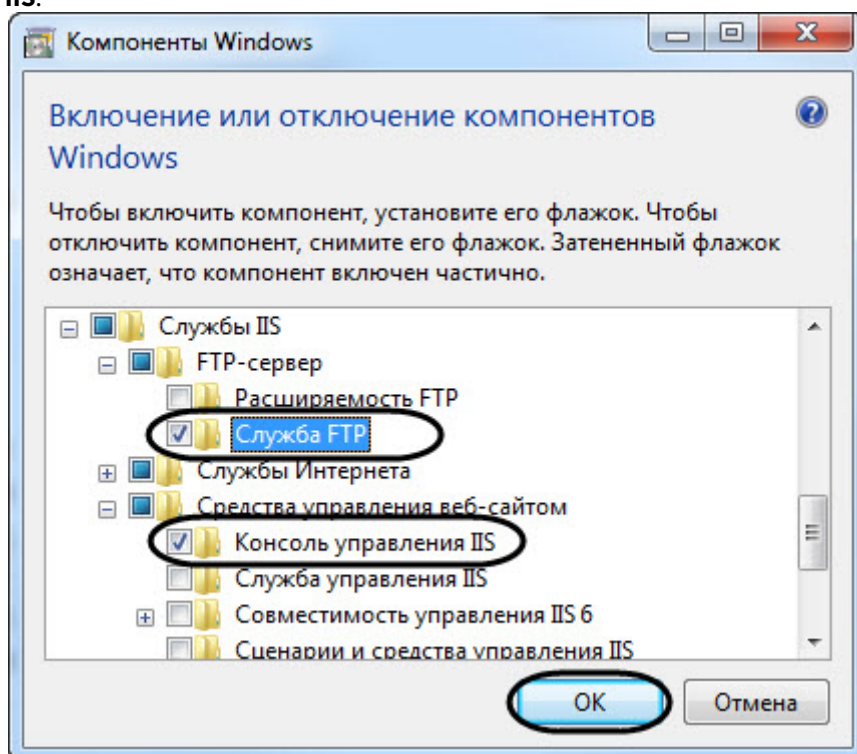 IIS.
Компоненты Windows
Включение или отключение компонентов
Windows
Чтобы включить компонент, установите его флажок. Чтобы
отключить компонент, снимите его флажок. Затененный флажок
означает, что компонент включен частично.
Службы IIS
FTP-сервер
Расширяемость FTP
Служба FTP
Службы Интернета
Средства управления веб-сайтом
Консоль управления IIS
Служба управления IIS
Совместимость управления IIS 6
Сценарии и средства управления IIS
ОК
Отмена